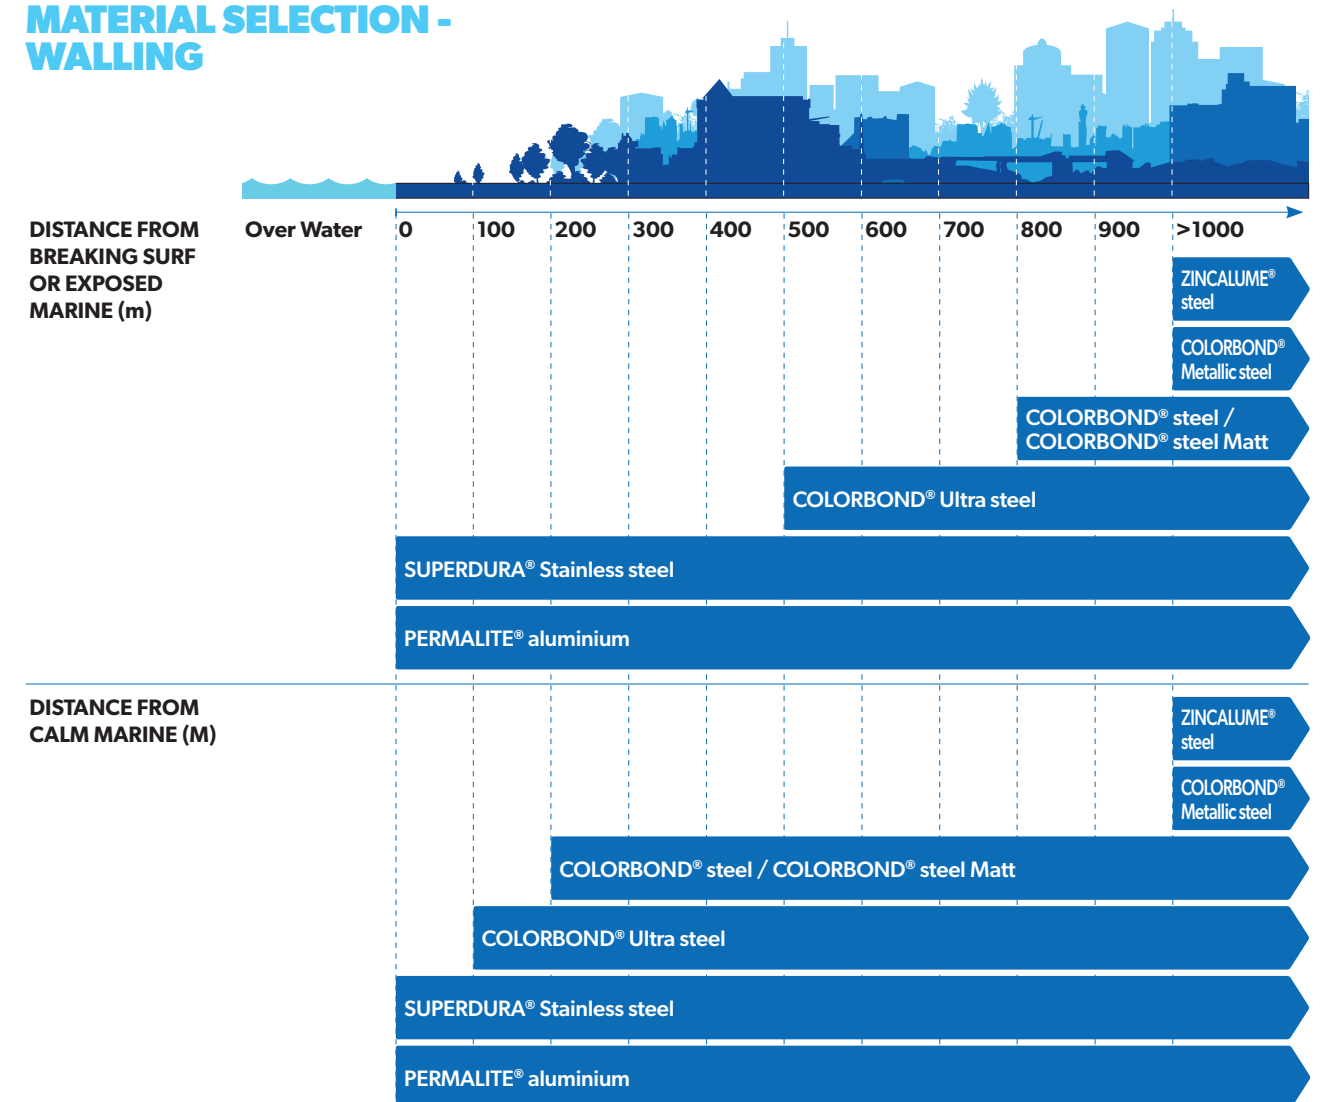 MATERIAL SELECTION -
WALLING
DISTANCE FROM
BREAKING SURF
OR EXPOSED
MARINE (m)
Over Water 0 100 200 300 400 500 600 700 800 900 >1000
ZINCALUME®
steel
COLORBOND®
Metallic steel
COLORBOND® steel /
COLORBOND® steel Matt
COLORBOND® Ultra steel
SUPERDURA® Stainless steel
PERMALITE® aluminium
DISTANCE FROM
CALM MARINE (M)
ZINCALUME®
steel
COLORBOND®
Metallic steel
COLORBOND® steel / COLORBOND® steel Matt
COLORBOND® Ultra steel
SUPERDURA® Stainless steel
PERMALITE® aluminium